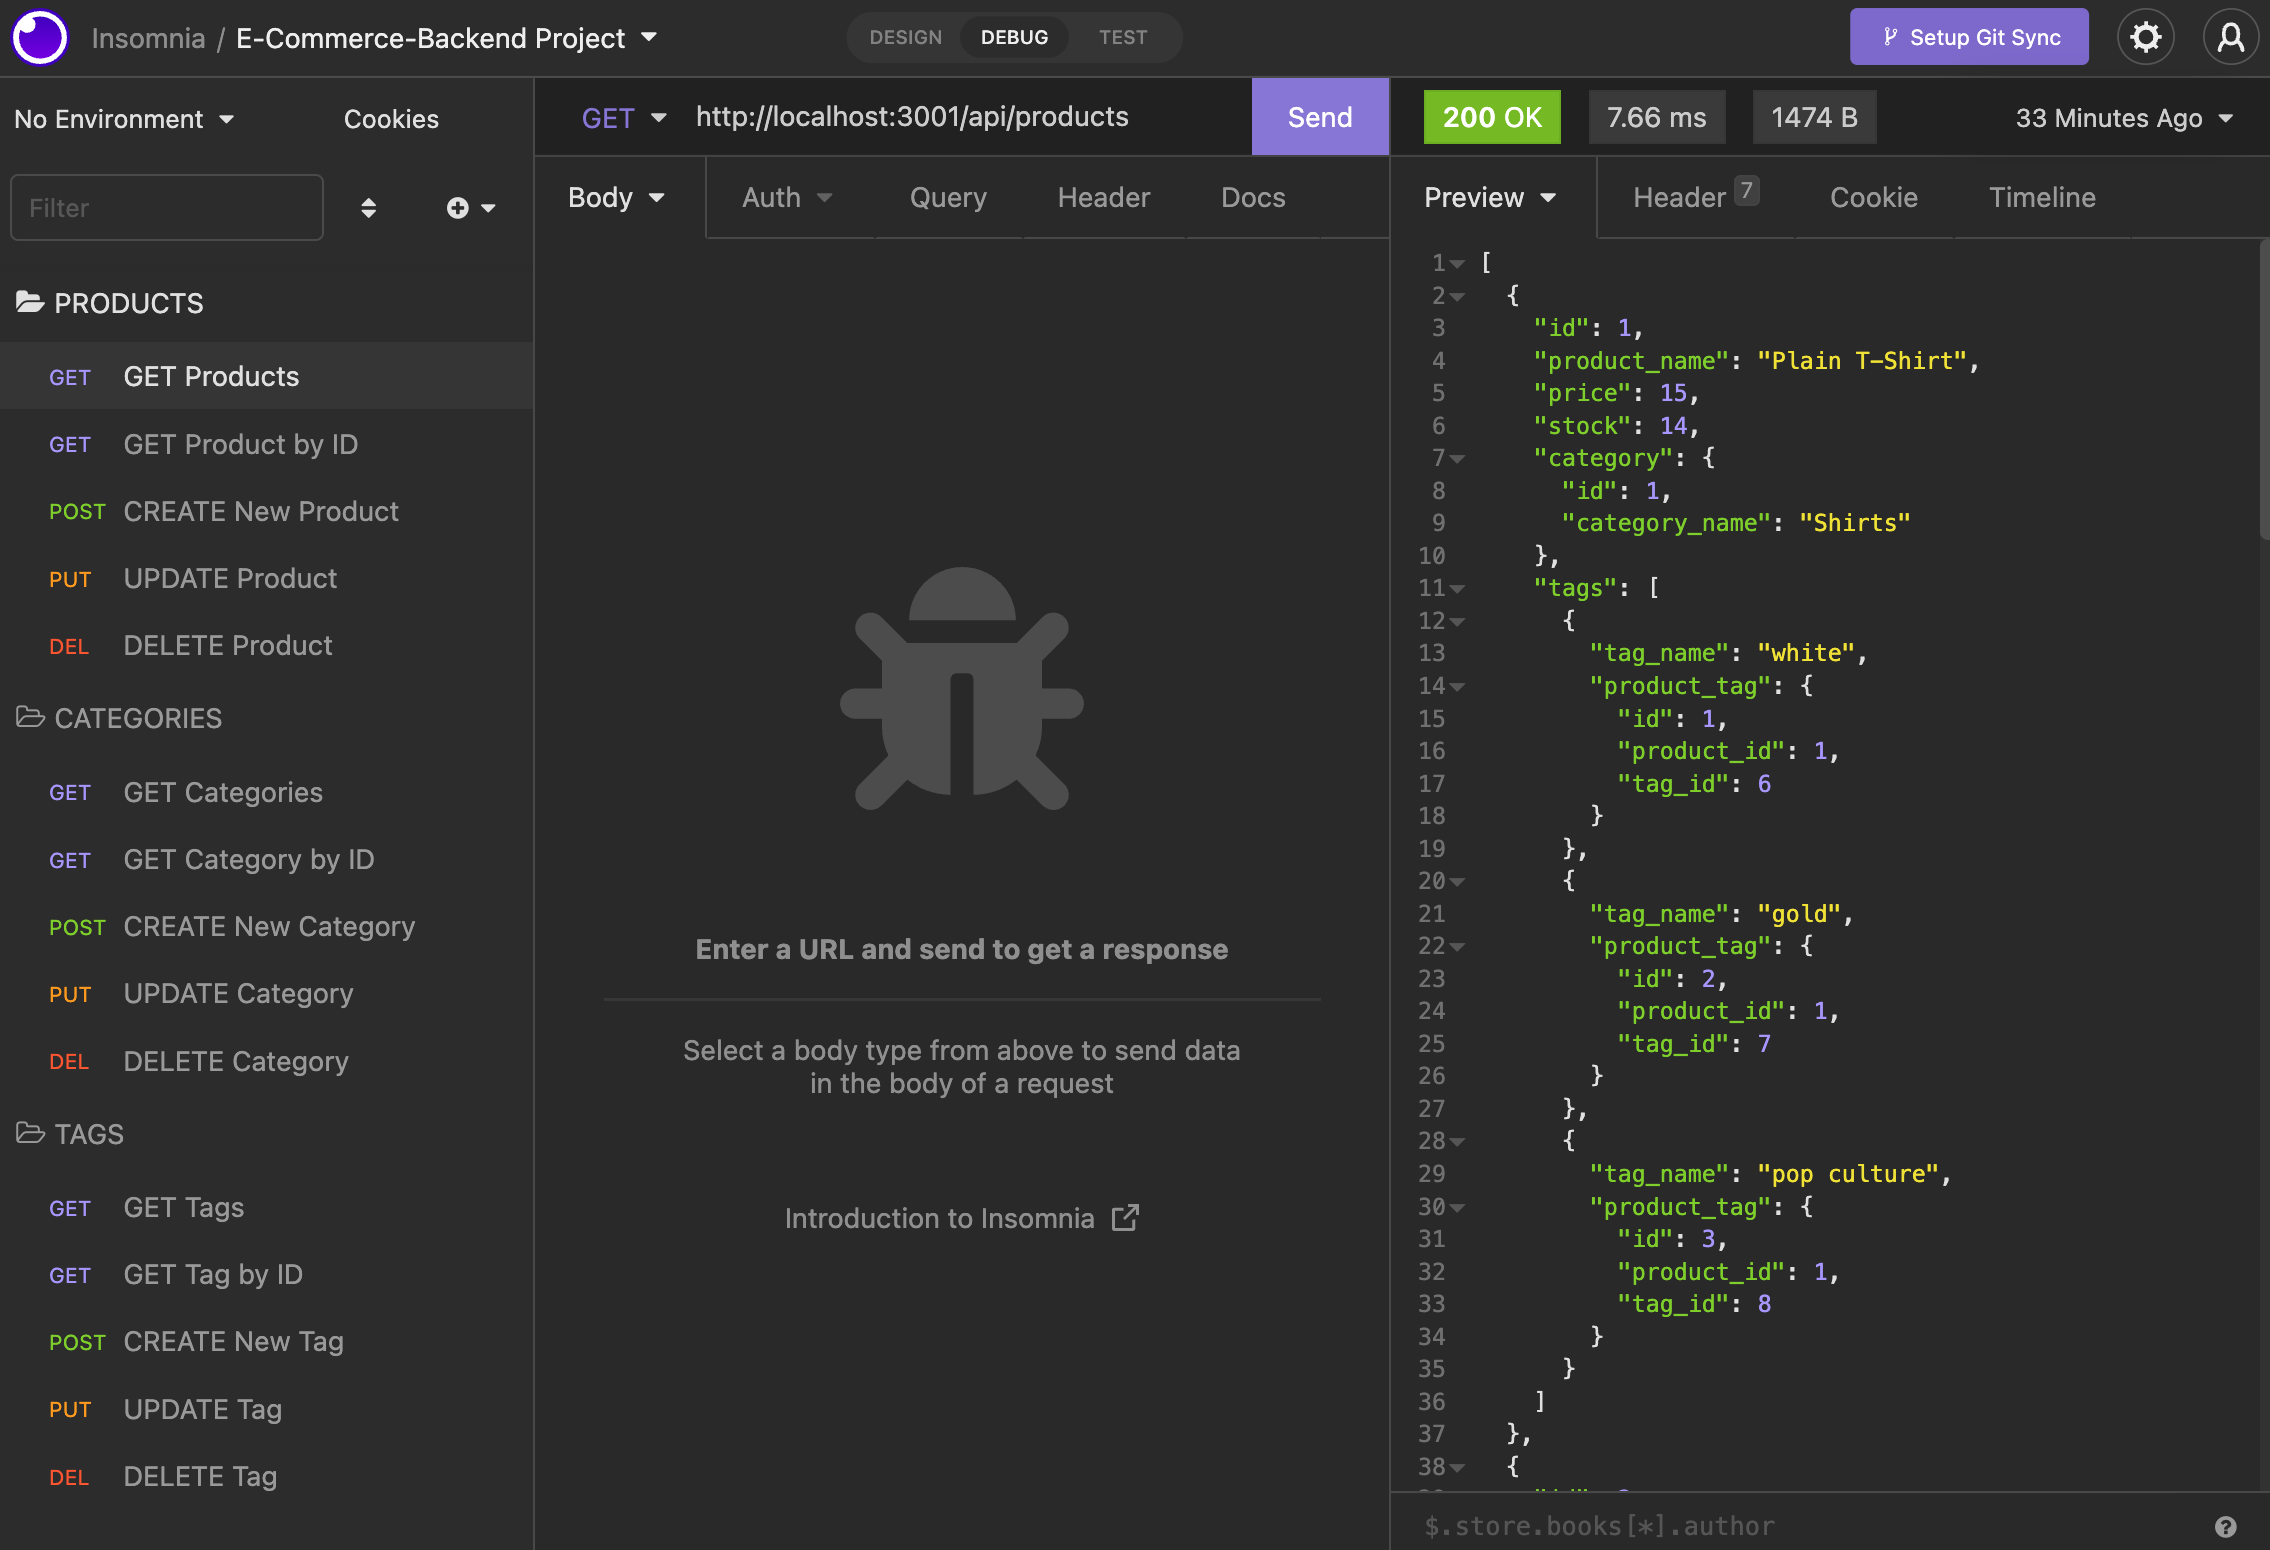 Insomnia / E-Commerce-Backend Project
DESIGN DEBUG TEST
Setup Git Sync
No Environment Cookies
Filter
PRODUCTS
GET GET Products
GET GET Product by ID
POST CREATE New Product
PUT UPDATE Product
DEL DELETE Product
CATEGORIES
GET GET Categories
GET GET Category by ID
POST CREATE New Category
PUT UPDATE Category
DEL DELETE Category
TAGS
GET GET Tags
GET GET Tag by ID
POST CREATE New Tag
PUT UPDATE Tag
DEL DELETE Tag
GET http://localhost:3001/api/products Send
Body Auth Query Header Docs
Enter a URL and send to get a response
Select a body type from above to send data
in the body of a request
Introduction to Insomnia
200 OK 7.66 ms 1474 B 33 Minutes Ago
Preview Header 7 Cookie Timeline
1 [
2 {
3 "id": 1,
4 "product_name": "Plain T-Shirt",
5 "price": 15,
6 "stock": 14,
7 "category": {
8 "id": 1,
9 "category_name": "Shirts"
10 },
11 "tags": [
12 {
13 "tag_name": "white",
14 "product_tag": {
15 "id": 1,
16 "product_id": 1,
17 "tag_id": 6
18 }
19 },
20 {
21 "tag_name": "gold",
22 "product_tag": {
23 "id": 2,
24 "product_id": 1,
25 "tag_id": 7
26 }
27 },
28 {
29 "tag_name": "pop culture",
30 "product_tag": {
31 "id": 3,
32 "product_id": 1,
33 "tag_id": 8
34 }
35 }
36 ]
37 },
38 {
$.store.books[*].author